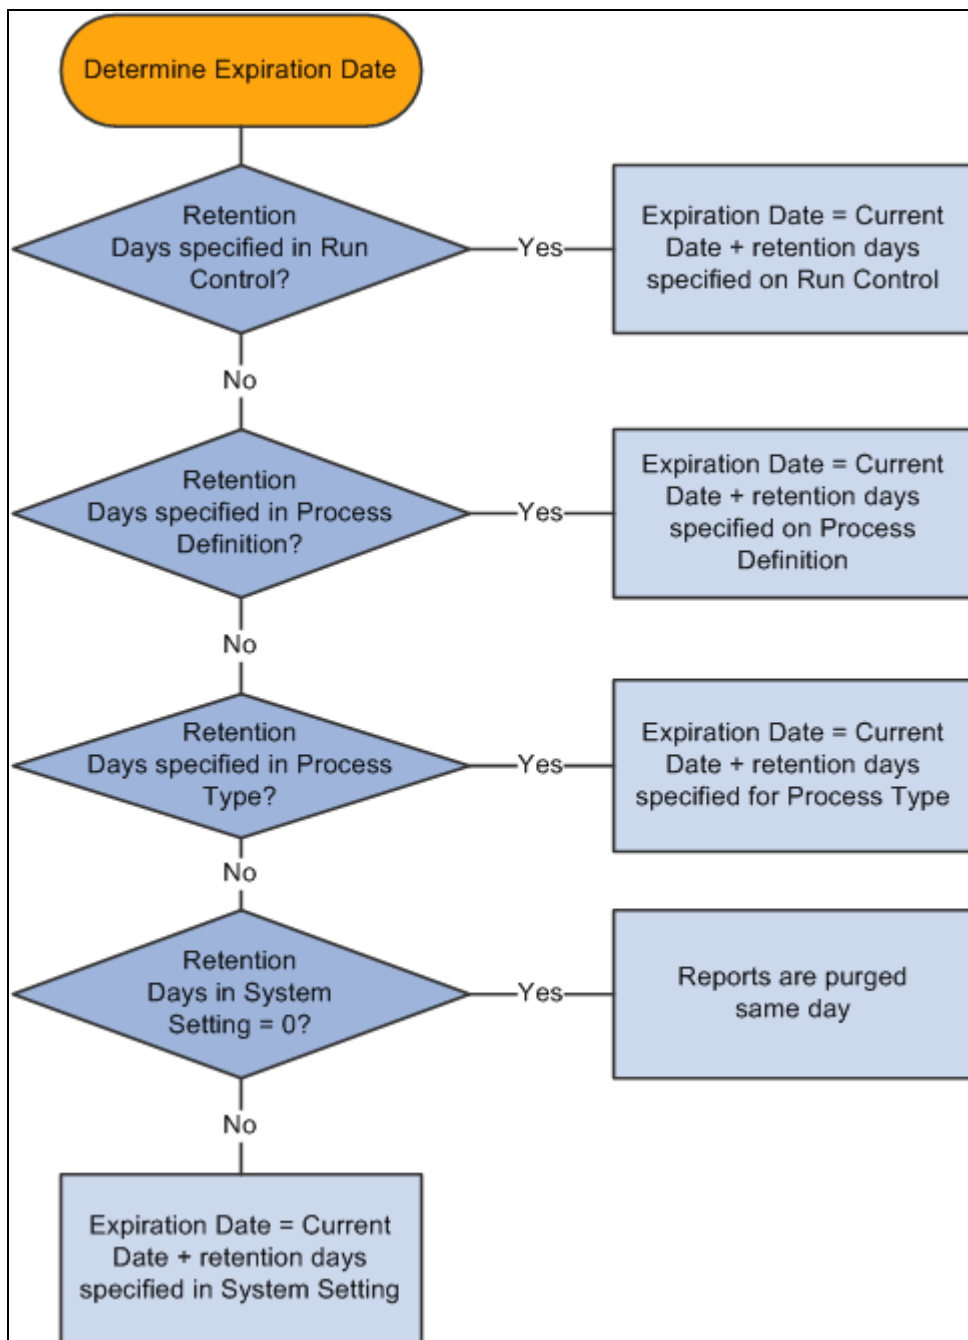 Determine Expiration Date
Retention
Days specified in Run
Control?
Yes
Expiration Date = Current
Date + retention days
specified on Run Control
No
Retention
Days specified in Process
Definition?
Yes
Expiration Date = Current
Date + retention days
specified on Process
Definition
No
Retention
Days specified in Process
Type?
Yes
Expiration Date = Current
Date + retention days
specified for Process Type
No
Retention
Days in System
Setting = 0?
Yes
Reports are purged
same day
No
Expiration Date = Current
Date + retention days
specified in System Setting